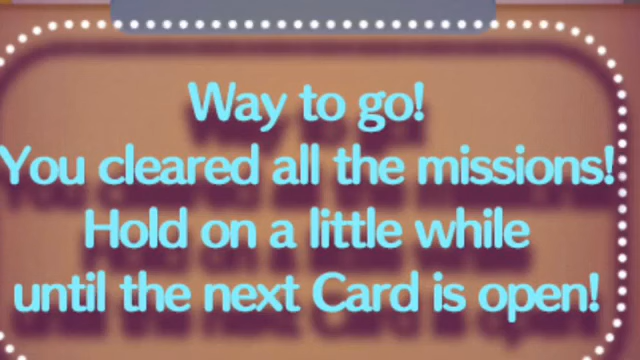 Way to go!
You cleared all the missions!
Hold on a little while
until the next Card is open!